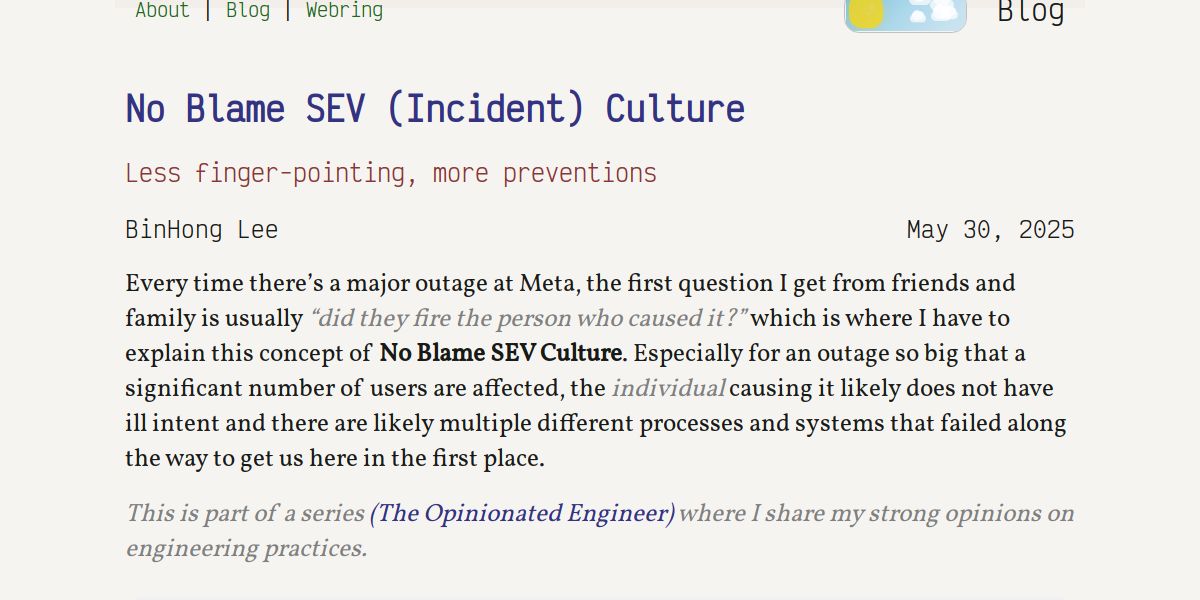 About | Blog | Webring
Blog
No Blame SEV (Incident) Culture
Less finger-pointing, more preventions
BinHong Lee
May 30, 2025
Every time there’s a major outage at Meta, the first question I get from friends and
family is usually “did they fire the person who caused it?” which is where I have to
explain this concept of No Blame SEV Culture. Especially for an outage so big that a
significant number of users are affected, the individual causing it likely does not have
ill intent and there are likely multiple different processes and systems that failed along
the way to get us here in the first place.
This is part of a series (The Opinionated Engineer) where I share my strong opinions on
engineering practices.